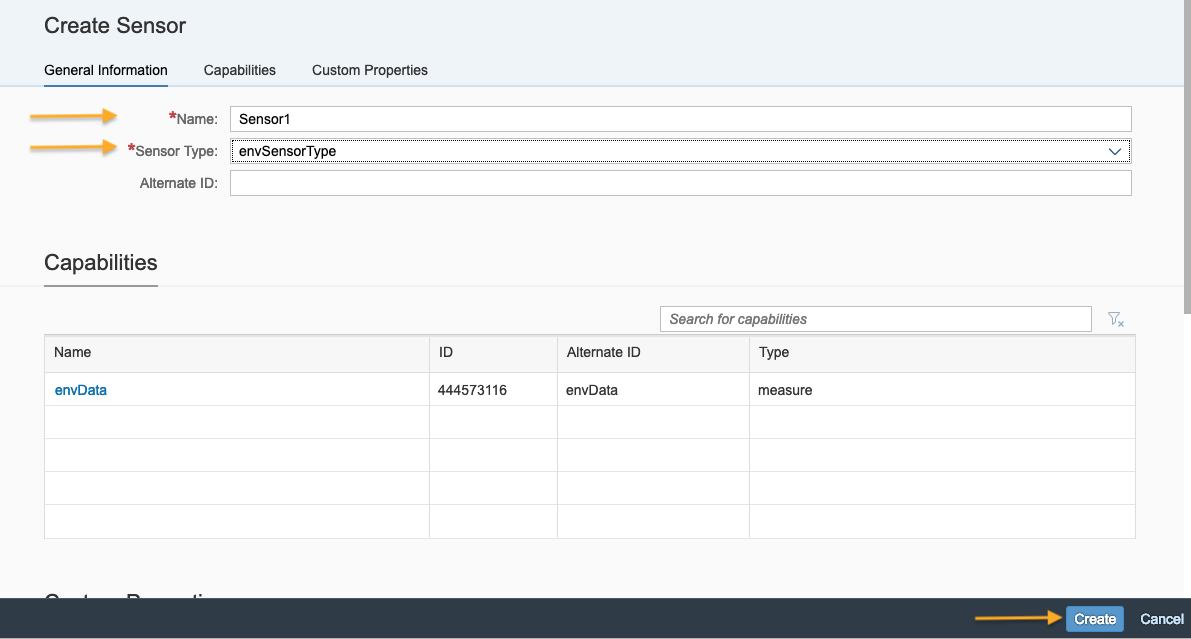 Create Sensor
General Information Capabilities Custom Properties
*Name: Sensor1
*Sensor Type: envSensorType
Alternate ID:
Capabilities
Search for capabilities
Name ID Alternate ID Type
envData 444573116 envData measure
Create Cancel